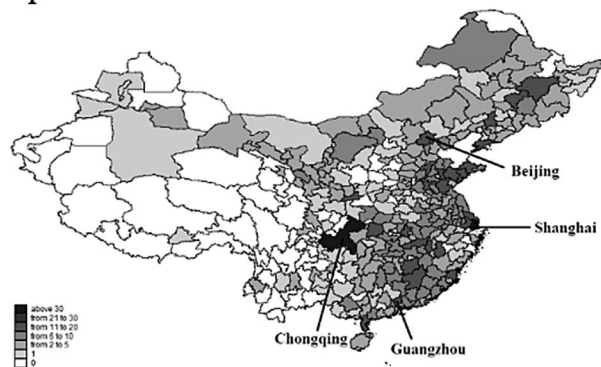 Beijing
Shanghai
Chongqing
Guangzhou
above 30
from 21 to 30
from 11 to 20
from 6 to 10
from 2 to 5
1
0